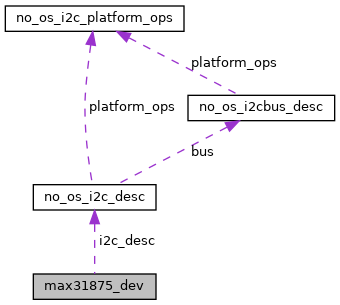 no_os_i2c_platform_ops
platform_ops
no_os_i2cbus_desc
platform_ops
bus
no_os_i2c_desc
i2c_desc
max31875_dev